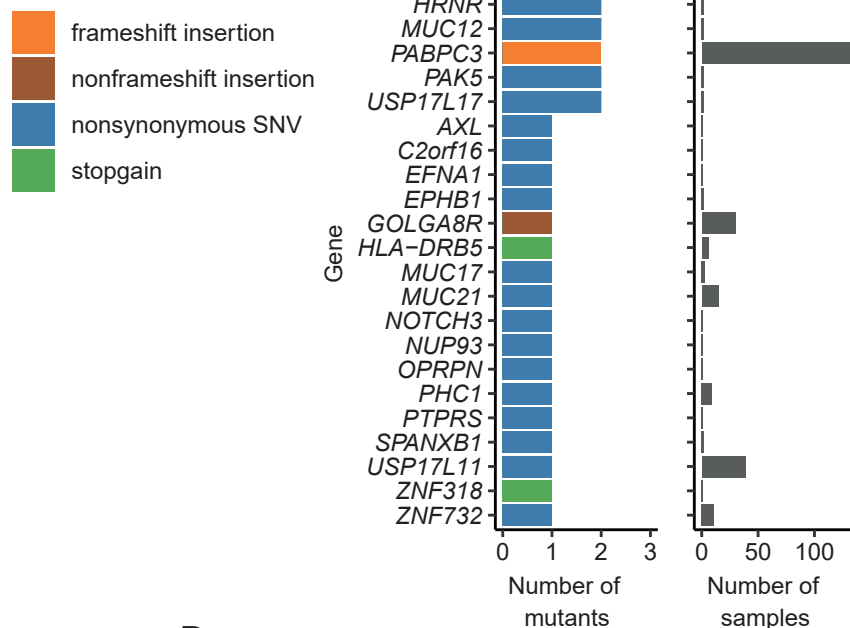 frameshift insertion
nonframeshift insertion
nonsynonymous SNV
stopgain
Gene
HRNR
MUC12
PABPC3
PAK5
USP17L17
AXL
C2orf16
EFNA1
EPHB1
GOLGA8R
HLA−DRB5
MUC17
MUC21
NOTCH3
NUP93
OPRPN
PHC1
PTPRS
SPANXB1
USP17L11
ZNF318
ZNF732
0 1 2 3
Number of
mutants
0 50 100
Number of
samples